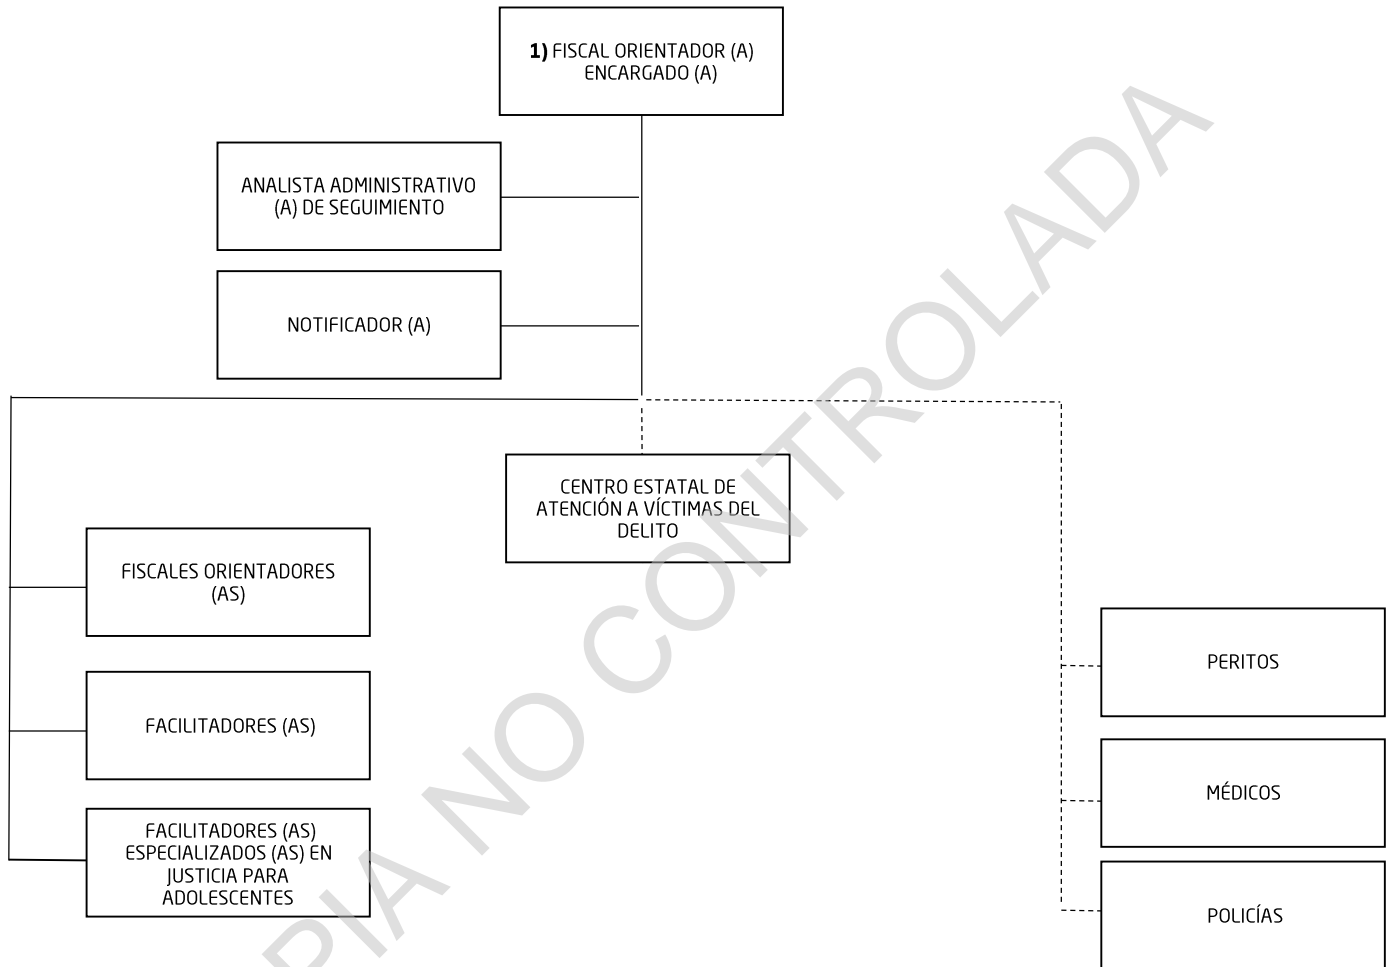 1) FISCAL ORIENTADOR (A)
ENCARGADO (A)
ANALISTA ADMINISTRATIVO
(A) DE SEGUIMIENTO
NOTIFICADOR (A)
CENTRO ESTATAL DE
ATENCIÓN A VÍCTIMAS DEL
DELITO
FISCALES ORIENTADORES
(AS)
FACILITADORES (AS)
FACILITADORES (AS)
ESPECIALIZADOS (AS) EN
JUSTICIA PARA
ADOLESCENTES
PERITOS
MÉDICOS
POLICÍAS
PIA NO CONTROLADA